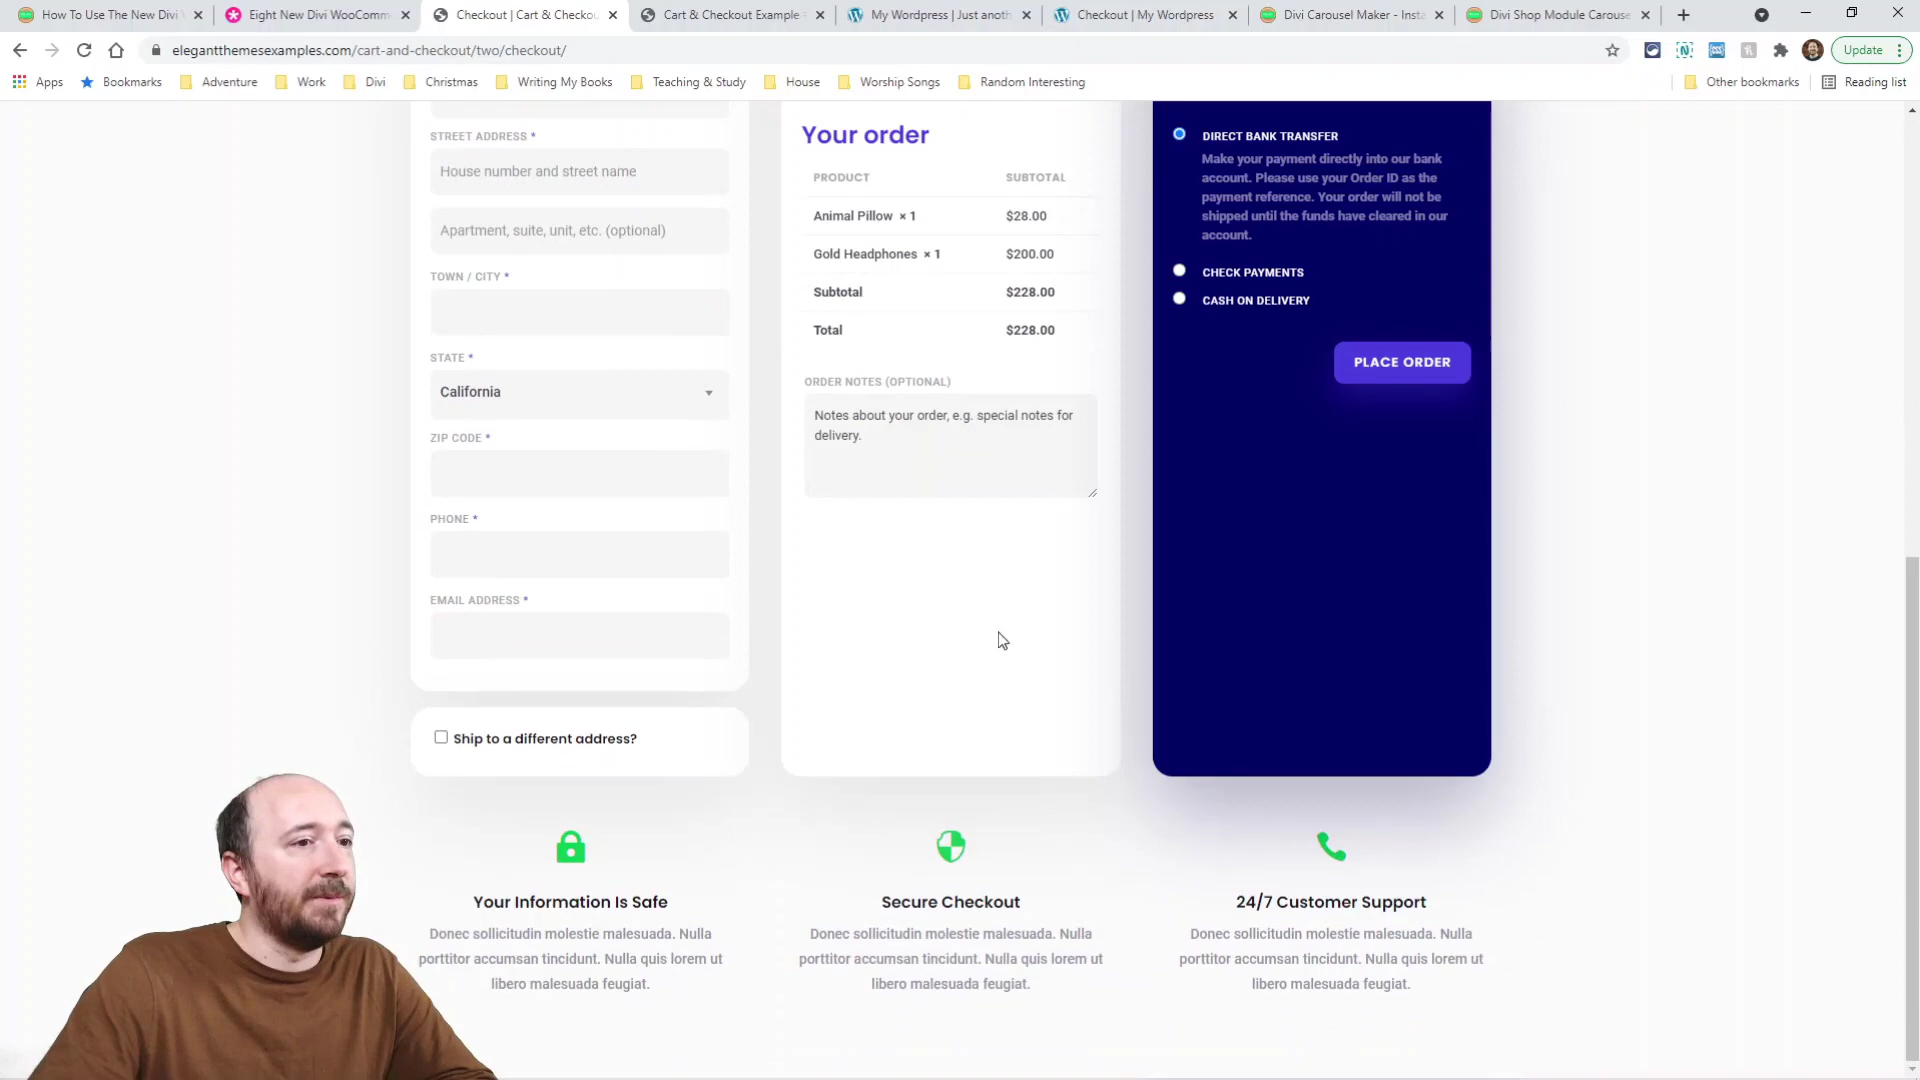 How To Use The New Divi
Eight New Divi WooComm
Checkout | Cart & Checkou
Cart & Checkout Example
My Wordpress | Just anoth
Checkout | My Wordpress
Divi Carousel Maker - Insta
Divi Shop Module Carouse
elegantthemesexamples.com/cart-and-checkout/two/checkout/
Update
Apps
Bookmarks
Adventure
Work
Divi
Christmas
Writing My Books
Teaching & Study
House
Worship Songs
Random Interesting
Other bookmarks
Reading list
STREET ADDRESS *
House number and street name
Apartment, suite, unit, etc. (optional)
TOWN / CITY *
STATE *
California
ZIP CODE *
PHONE *
EMAIL ADDRESS *
Ship to a different address?
Your order
PRODUCT SUBTOTAL
Animal Pillow × 1 $28.00
Gold Headphones × 1 $200.00
Subtotal $228.00
Total $228.00
ORDER NOTES (OPTIONAL)
Notes about your order, e.g. special notes for
delivery.
DIRECT BANK TRANSFER
Make your payment directly into our bank
account. Please use your Order ID as the
payment reference. Your order will not be
shipped until the funds have cleared in our
account.
CHECK PAYMENTS
CASH ON DELIVERY
PLACE ORDER
Your Information Is Safe
Donec sollicitudin molestie malesuada. Nulla
porttitor accumsan tincidunt. Nulla quis lorem ut
libero malesuada feugiat.
Secure Checkout
Donec sollicitudin molestie malesuada. Nulla
porttitor accumsan tincidunt. Nulla quis lorem ut
libero malesuada feugiat.
24/7 Customer Support
Donec sollicitudin molestie malesuada. Nulla
porttitor accumsan tincidunt. Nulla quis lorem ut
libero malesuada feugiat.